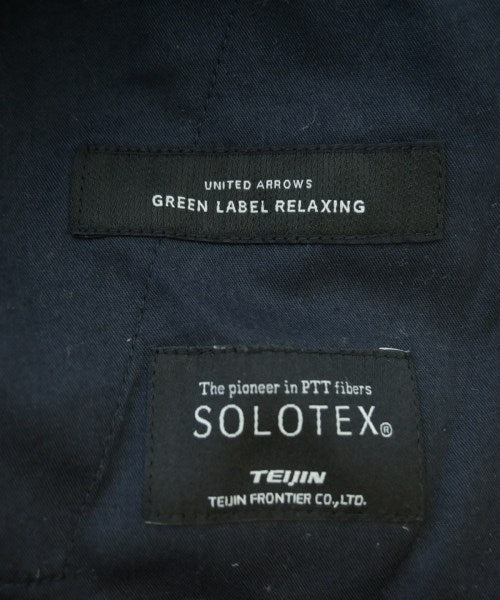 UNITED ARROWS
GREEN LABEL RELAXING
The pioneer in PTT fibers
SOLOTEX®
TEIJIN
TEIJIN FRONTIER CO.,LTD.